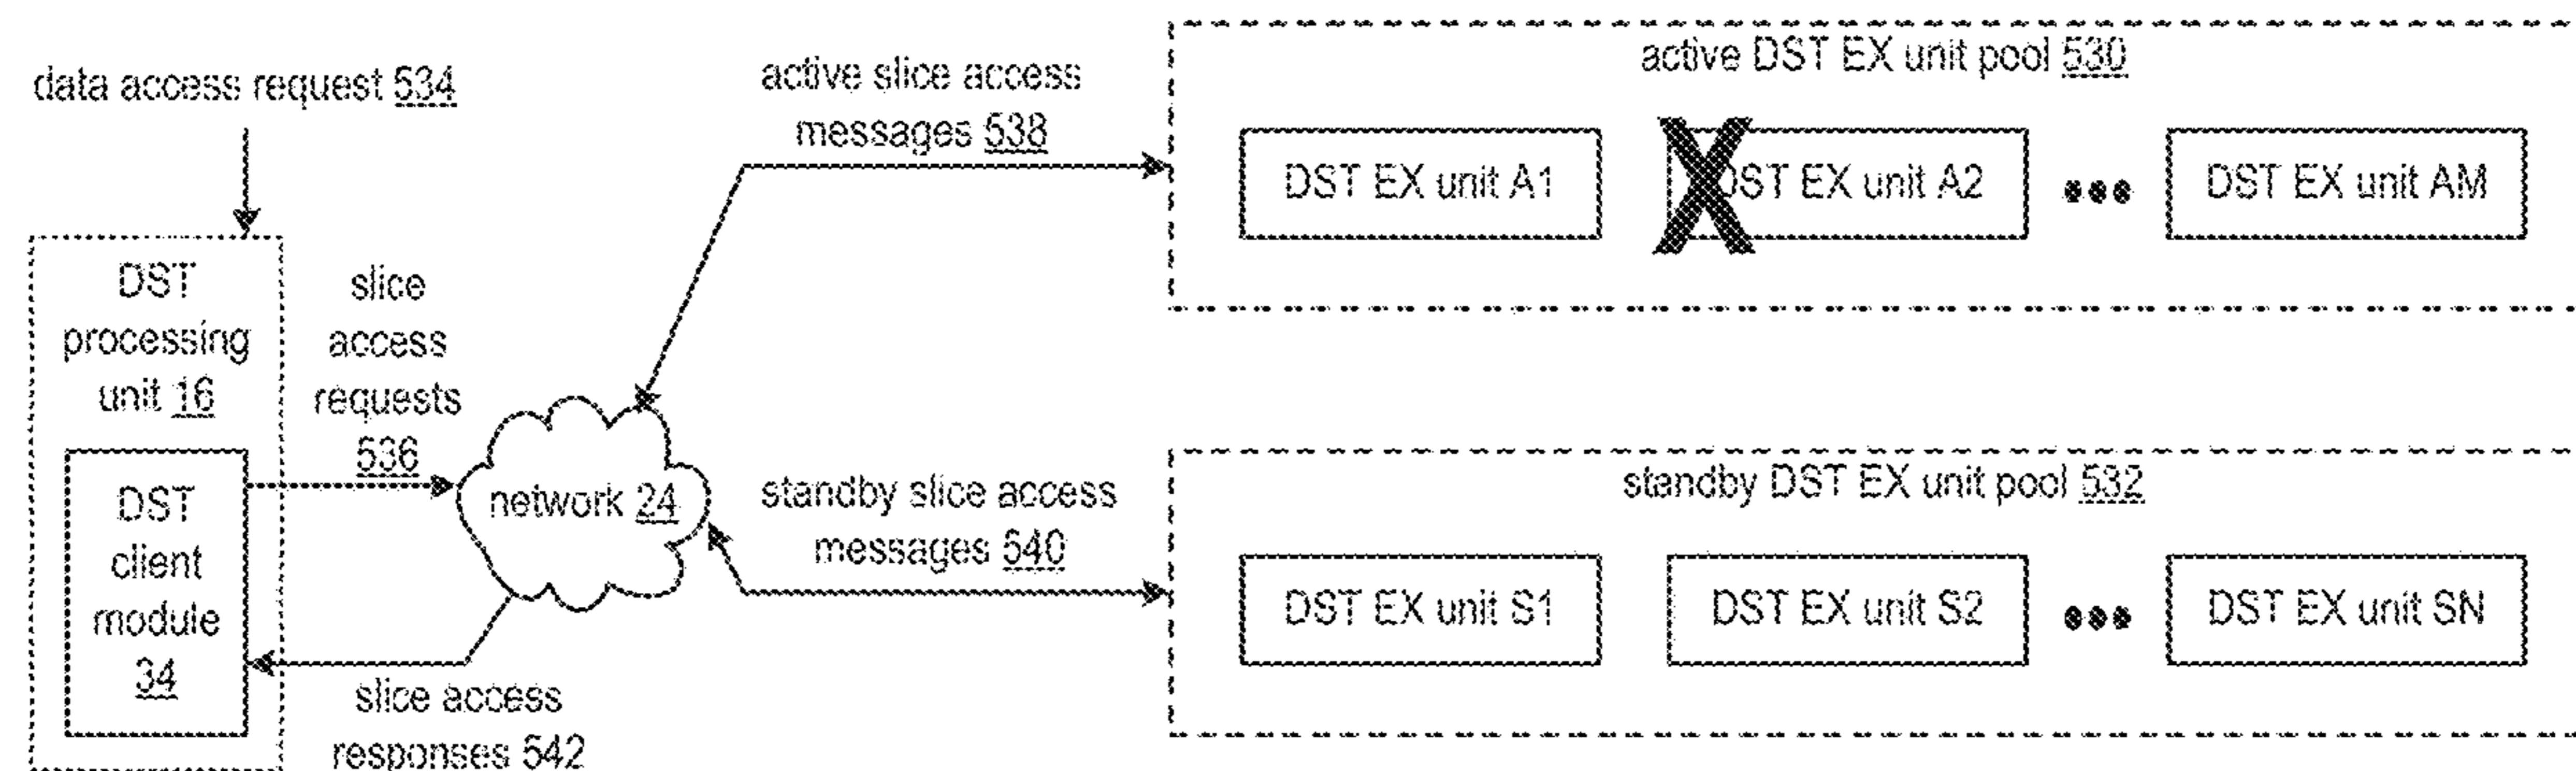 data access request 534
active slice access
messages 538
active DST EX unit pool 530
DST EX unit A1
DST EX unit A2
DST EX unit AM
DST
processing
unit 16
slice
access
requests
536
DST
client
module
34
network 24
standby slice access
messages 540
standby DST EX unit pool 532
DST EX unit S1
DST EX unit S2
DST EX unit SN
slice access
responses 542